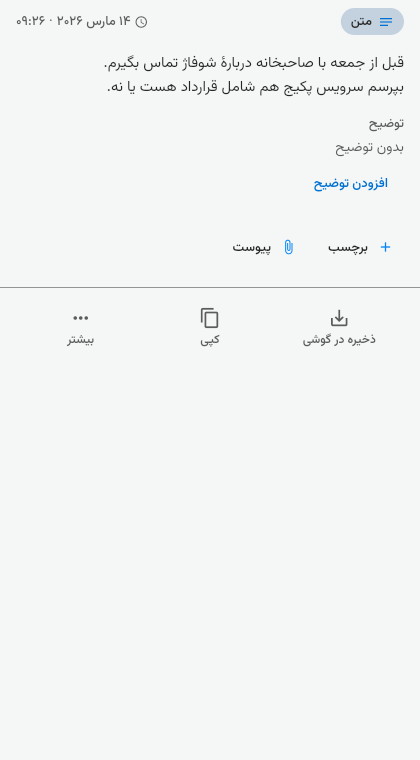 متن
۱۴ مارس ۲۰۲۶ · ۰۹:۲۶
قبل از جمعه با صاحبخانه دربارهٔ شوفاژ تماس بگیرم.
بپرسم سرویس پکیج هم شامل قرارداد هست یا نه.
توضیح
بدون توضیح
افزودن توضیح
برچسب
پیوست
ذخیره در گوشی
کپی
بیشتر